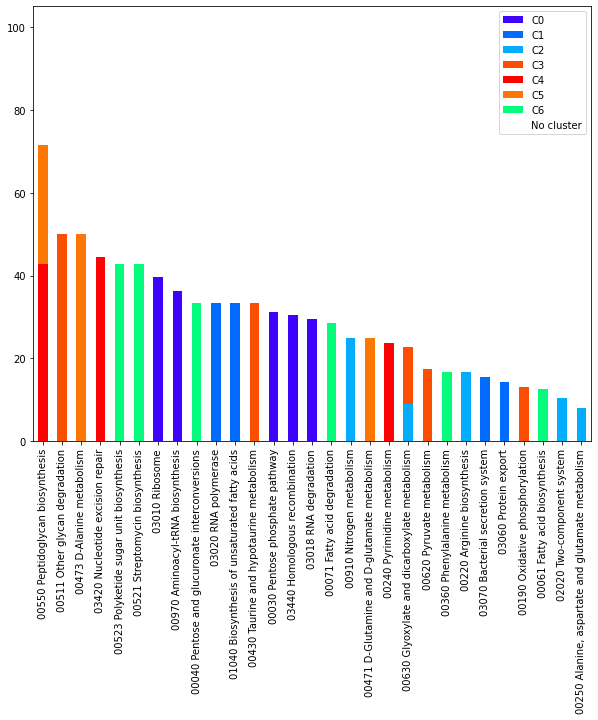 100
80
60
40
20
0
C0
C1
C2
C3
C4
C5
C6
No cluster
00550 Peptidoglycan biosynthesis
00511 Other glycan degradation
00473 D-Alanine metabolism
03420 Nucleotide excision repair
00523 Polyketide sugar unit biosynthesis
00521 Streptomycin biosynthesis
03010 Ribosome
00970 Aminoacyl-tRNA biosynthesis
00040 Pentose and glucuronate interconversions
03020 RNA polymerase
01040 Biosynthesis of unsaturated fatty acids
00430 Taurine and hypotaurine metabolism
00030 Pentose phosphate pathway
03440 Homologous recombination
03018 RNA degradation
00071 Fatty acid degradation
00910 Nitrogen metabolism
00471 D-Glutamine and D-glutamate metabolism
00240 Pyrimidine metabolism
00630 Glyoxylate and dicarboxylate metabolism
00620 Pyruvate metabolism
00360 Phenylalanine metabolism
00220 Arginine biosynthesis
03070 Bacterial secretion system
03060 Protein export
00190 Oxidative phosphorylation
00061 Fatty acid biosynthesis
02020 Two-component system
00250 Alanine, aspartate and glutamate metabolism